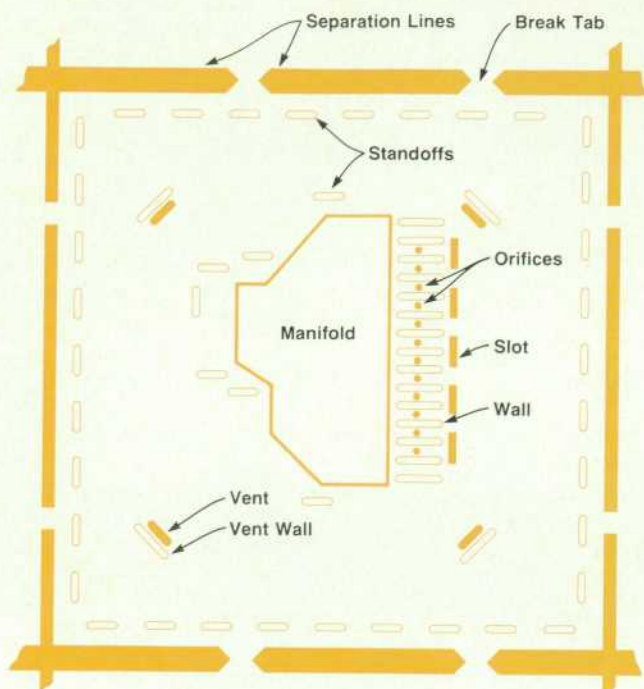 Separation Lines
Break Tab
Standoffs
Orifices
Manifold
Slot
Wall
Vent
Vent Wall